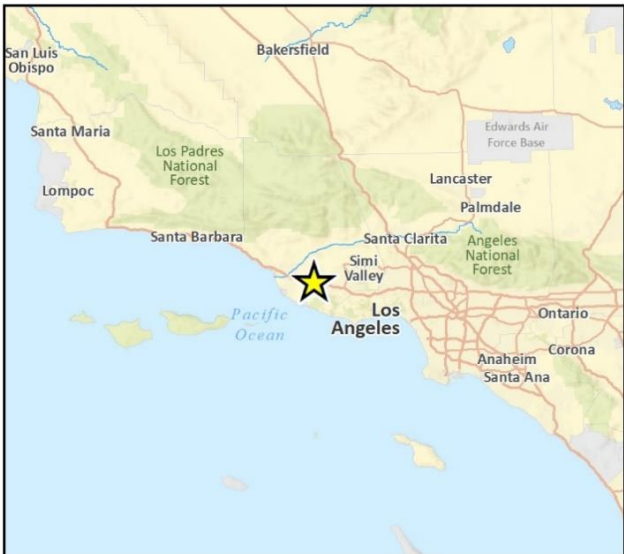 Bakersfield
San Luis
Obispo
Edwards Air
Force Base
Santa Maria
Los Padres
National
Forest
Lompoc
Lancaster
Palmdale
Santa Barbara
Santa Clarita
Angeles
National
Forest
Simi
Valley
Pacific
Ocean
Los
Angeles
Ontario
Anaheim
Corona
Santa Ana